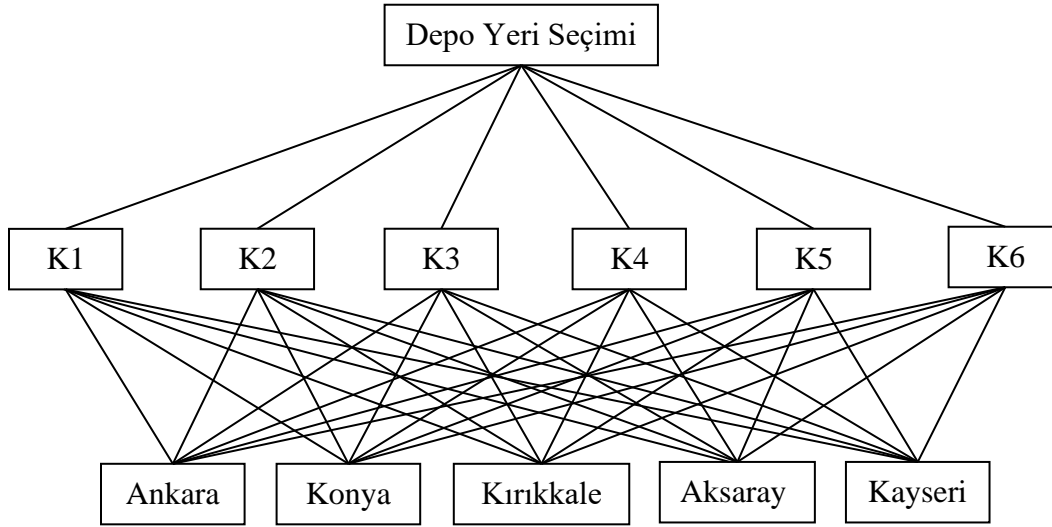 Depo Yeri Seçimi
K1 K2 K3 K4 K5 K6
Ankara Konya Kırıkkale Aksaray Kayseri